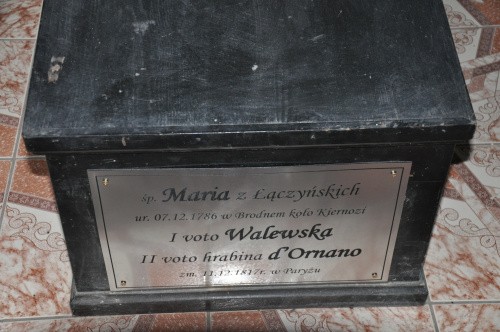 śp. Maria z Łączyńskich
ur. 07.12.1786 w Brodnem koło Kiernozi
I voto Walewska
II voto hrabina d'Ornano
zm. 11.12.1817r. w Paryżu